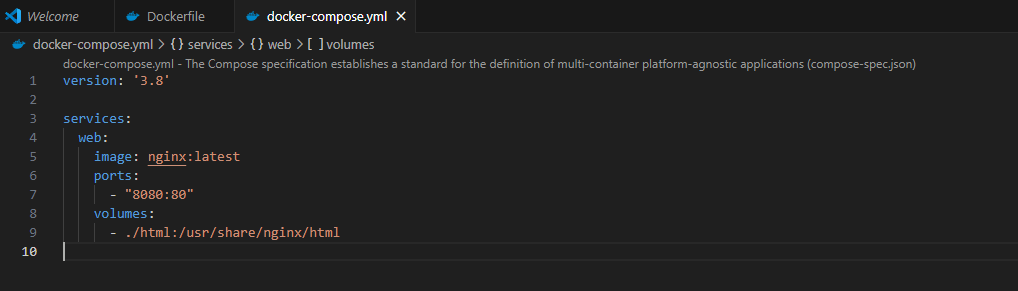 Welcome Dockerfile docker-compose.yml
docker-compose.yml > {} services > {} web > [ ] volumes
docker-compose.yml - The Compose specification establishes a standard for the definition of multi-container platform-agnostic applications (compose-spec.json)
1 version: '3.8'
2
3 services:
4 web:
5 image: nginx:latest
6 ports:
7 - "8080:80"
8 volumes:
9 - ./html:/usr/share/nginx/html
10